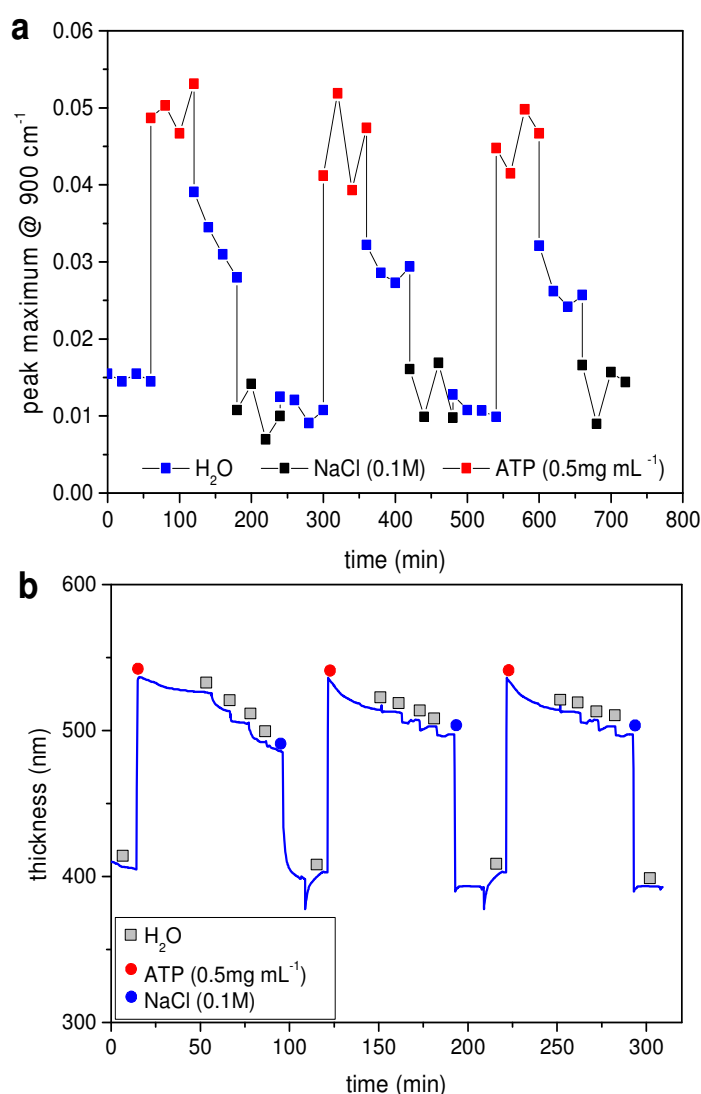 a
0.06
0.05
0.04
0.03
0.02
0.01
0.00
peak maximum @ 900 cm⁻¹
H₂O NaCl (0.1M) ATP (0.5mg mL⁻¹)
0 100 200 300 400 500 600 700 800
time (min)
b
600
500
400
300
thickness (nm)
H₂O
ATP (0.5mg mL⁻¹)
NaCl (0.1M)
0 50 100 150 200 250 300
time (min)